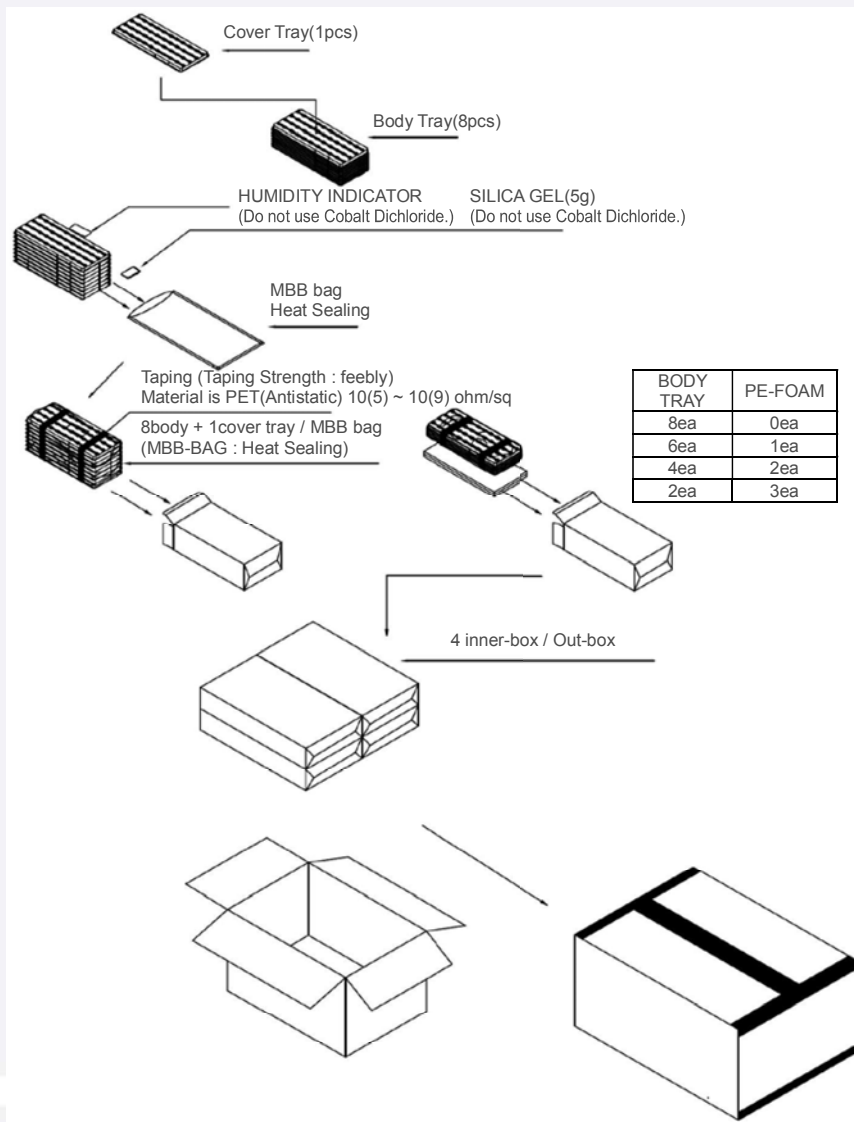 Cover Tray(1pcs)
Body Tray(8pcs)
HUMIDITY INDICATOR
(Do not use Cobalt Dichloride.)
SILICA GEL(5g)
(Do not use Cobalt Dichloride.)
MBB bag
Heat Sealing
Taping (Taping Strength : feebly)
Material is PET(Antistatic) 10(5) ~ 10(9) ohm/sq
8body + 1cover tray / MBB bag
(MBB-BAG : Heat Sealing)
BODY TRAY PE-FOAM
8ea 0ea
6ea 1ea
4ea 2ea
2ea 3ea
4 inner-box / Out-box